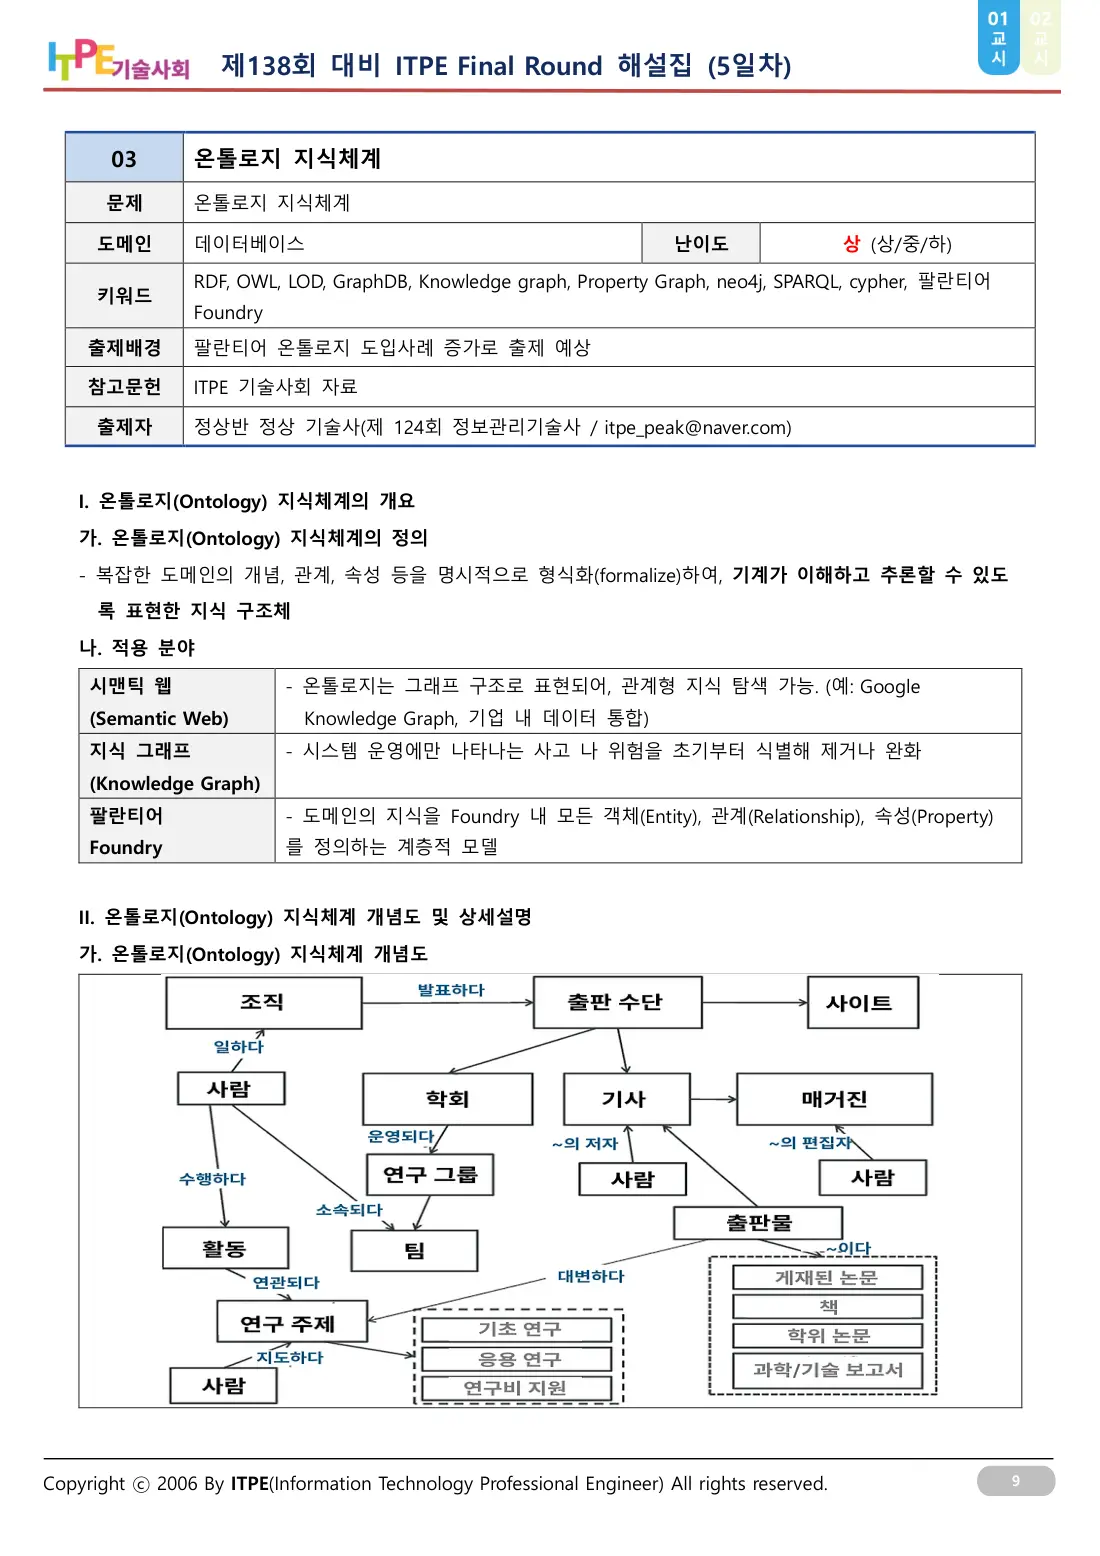 01
교
시
02
교
시
ITPE기술사회 제138회 대비 ITPE Final Round 해설집 (5일차)
03 온톨로지 지식체계
문제 온톨로지 지식체계
도메인 데이터베이스 난이도 상 (상/중/하)
키워드 RDF, OWL, LOD, GraphDB, Knowledge graph, Property Graph, neo4j, SPARQL, cypher, 팔란티어
Foundry
출제배경 팔란티어 온톨로지 도입사례 증가로 출제 예상
참고문헌 ITPE 기술사회 자료
출제자 정상반 정상 기술사(제 124회 정보관리기술사 / itpe_peak@naver.com)
I. 온톨로지(Ontology) 지식체계의 개요
가. 온톨로지(Ontology) 지식체계의 정의
- 복잡한 도메인의 개념, 관계, 속성 등을 명시적으로 형식화(formalize)하여, 기계가 이해하고 추론할 수 있도
록 표현한 지식 구조체
나. 적용 분야
시맨틱 웹
(Semantic Web)
- 온톨로지는 그래프 구조로 표현되어, 관계형 지식 탐색 가능. (예: Google
Knowledge Graph, 기업 내 데이터 통합)
지식 그래프
(Knowledge Graph)
- 시스템 운영에만 나타나는 사고 나 위험을 초기부터 식별해 제거나 완화
팔란티어
Foundry
- 도메인의 지식을 Foundry 내 모든 객체(Entity), 관계(Relationship), 속성(Property)
를 정의하는 계층적 모델
II. 온톨로지(Ontology) 지식체계 개념도 및 상세설명
가. 온톨로지(Ontology) 지식체계 개념도
조직 발표하다 출판 수단 사이트
일하다
사람 학회 기사 매거진
운영되다 ~의 저자 ~의 편집자
수행하다 연구 그룹 사람 사람
소속되다 출판물
활동 팀 ~이다
연관되다 대변하다 게재된 논문
책
연구 주제 기초 연구 학위 논문
지도하다 응용 연구 과학/기술 보고서
사람 연구비 지원
Copyright ⓒ 2006 By ITPE(Information Technology Professional Engineer) All rights reserved. 9